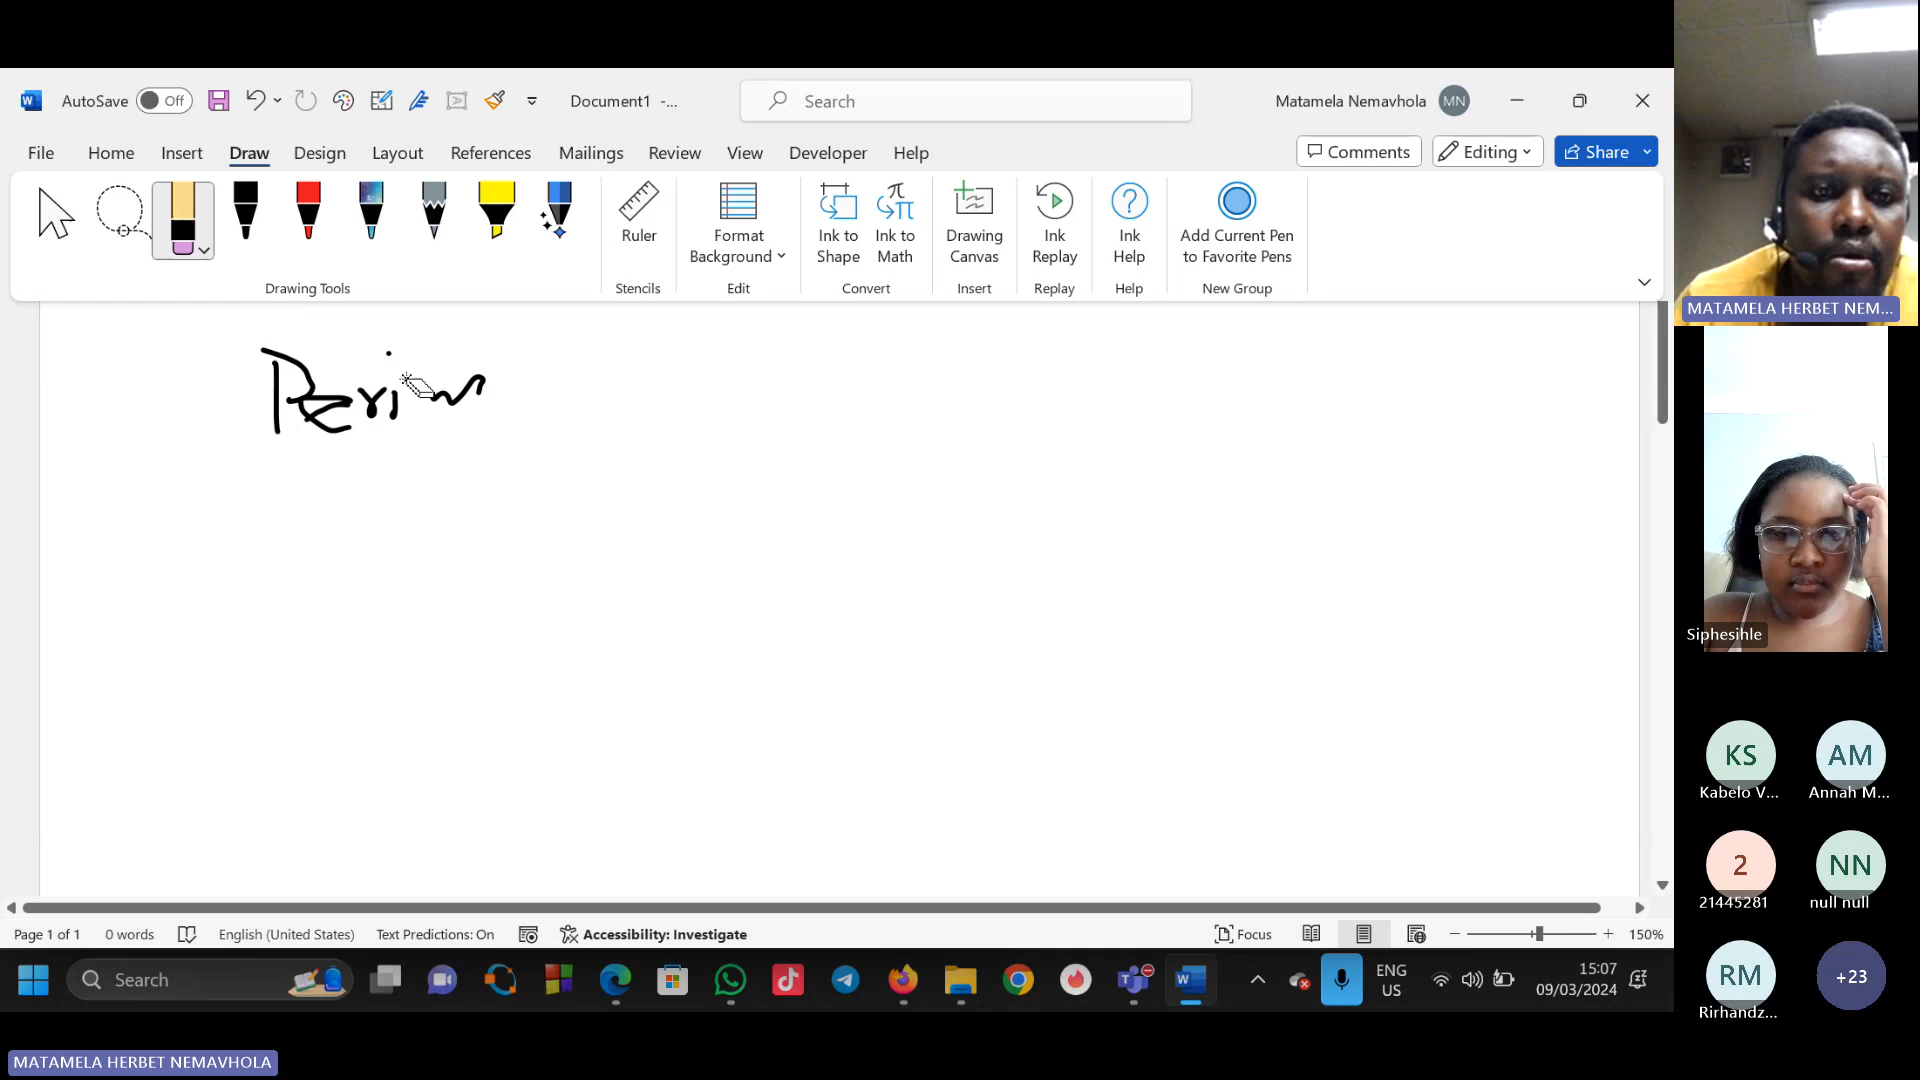 AutoSave Off Document1 -... Search Matamela Nemavhola MN
File Home Insert Draw Design Layout References Mailings Review View Developer Help Comments Editing Share
Ruler Format Background Ink to Shape Ink to Math Drawing Canvas Ink Replay Ink Help Add Current Pen to Favorite Pens
Drawing Tools Stencils Edit Convert Insert Replay Help New Group
MATAMELA HERBET NEM...
Siphesihle
KS AM
Kabelo V... Annah M...
2 NN
21445281 null null
RM +23
Rirhandz...
Page 1 of 1 0 words English (United States) Text Predictions: On Accessibility: Investigate Focus 150%
Search ENG US 15:07 09/03/2024
MATAMELA HERBET NEMAVHOLA